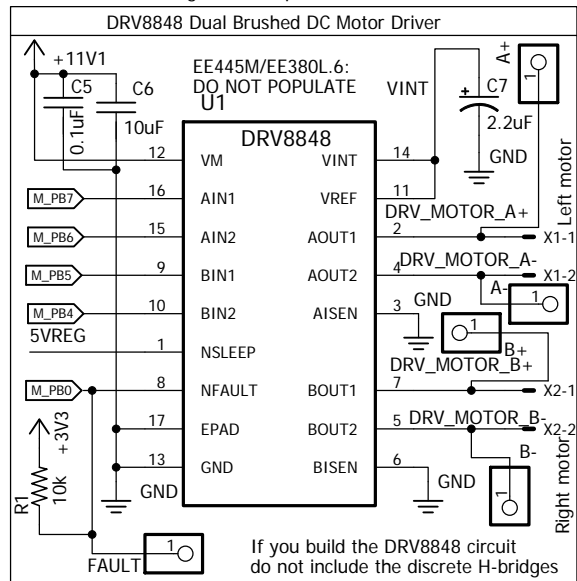 DRV8848 Dual Brushed DC Motor Driver
+11V1
C5
0.1uF
C6
10uF
EE445M/EE380L.6:
DO NOT POPULATE
U1
DRV8848
VINT
C7
2.2uF
GND
A+
1
Left motor
12 VM VINT 14
M_PB7 16 AIN1 VREF 11
DRV_MOTOR_A+
M_PB6 15 AIN2 AOUT1 2 X1-1
DRV_MOTOR_A-
M_PB5 9 BIN1 AOUT2 4 X1-2
A- 1
M_PB4 10 BIN2 AISEN 3 GND
5VREG
1 NSLEEP
1
B+
DRV_MOTOR_B+
M_PB0 8 NFAULT BOUT1 7 X2-1
+3V3
17 EPAD BOUT2 5 DRV_MOTOR_B- X2-2
B-
1
Right motor
R1
10k
13 GND BISEN 6
GND
GND
FAULT 1
If you build the DRV8848 circuit
do not include the discrete H-bridges